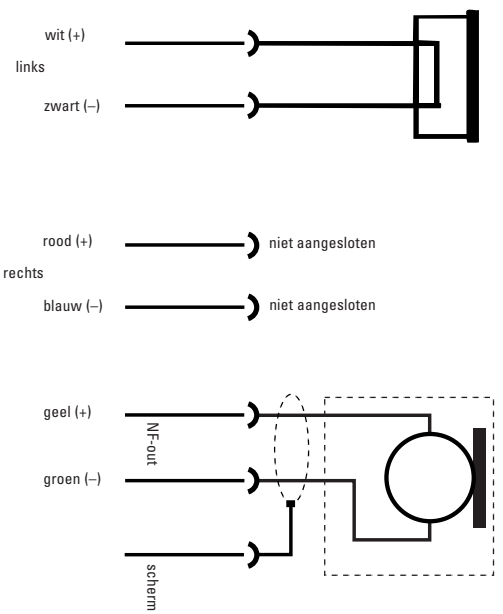 wit (+)
links
zwart (–)
rood (+)
niet aangesloten
rechts
blauw (–)
niet aangesloten
geel (+)
NF-out
groen (–)
scherm